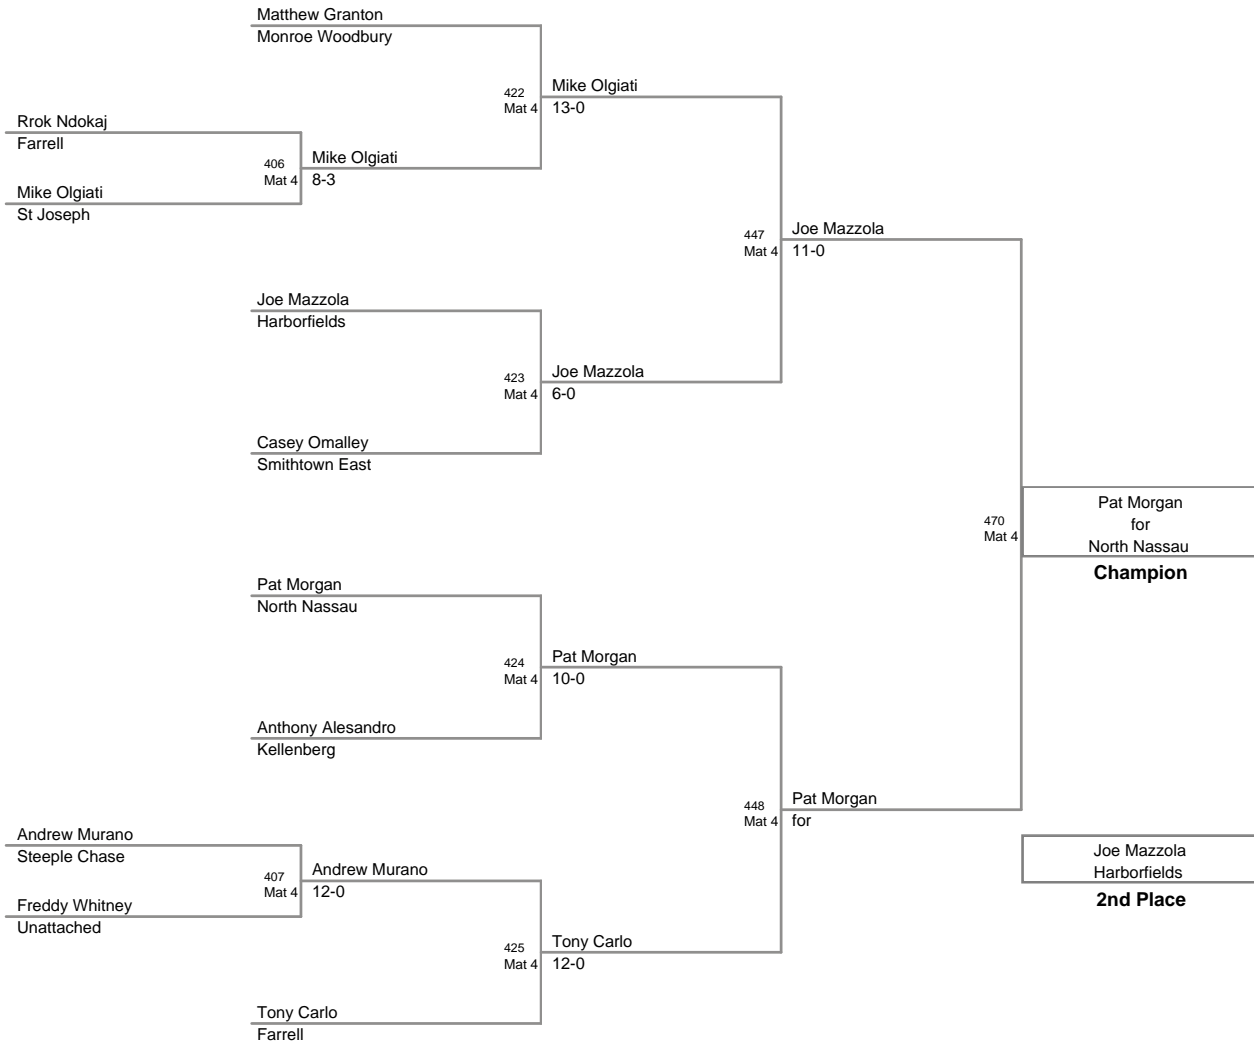 Matthew Granton
Monroe Woodbury
422
Mat 4
Mike Olgiati
13-0
Rrok Ndokaj
Farrell
406
Mat 4
Mike Olgiati
8-3
Mike Olgiati
St Joseph
447
Mat 4
Joe Mazzola
11-0
Joe Mazzola
Harborfields
423
Mat 4
Joe Mazzola
6-0
Casey Omalley
Smithtown East
470
Mat 4
Pat Morgan
for
North Nassau
Champion
Pat Morgan
North Nassau
424
Mat 4
Pat Morgan
10-0
Anthony Alesandro
Kellenberg
448
Mat 4
Pat Morgan
for
Andrew Murano
Steeple Chase
407
Mat 4
Andrew Murano
12-0
Freddy Whitney
Unattached
Joe Mazzola
Harborfields
2nd Place
425
Mat 4
Tony Carlo
12-0
Tony Carlo
Farrell